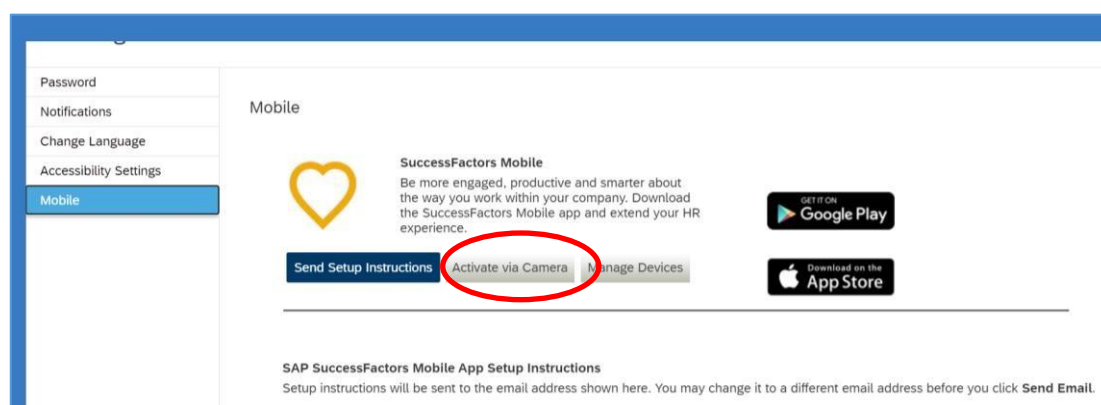 Password
Notifications
Change Language
Accessibility Settings
Mobile
Mobile
SuccessFactors Mobile
Be more engaged, productive and smarter about
the way you work within your company. Download
the SuccessFactors Mobile app and extend your HR
experience.
GET IT ON
Google Play
Send Setup Instructions Activate via Camera Manage Devices
Download on the
App Store
SAP SuccessFactors Mobile App Setup Instructions
Setup instructions will be sent to the email address shown here. You may change it to a different email address before you click Send Email.